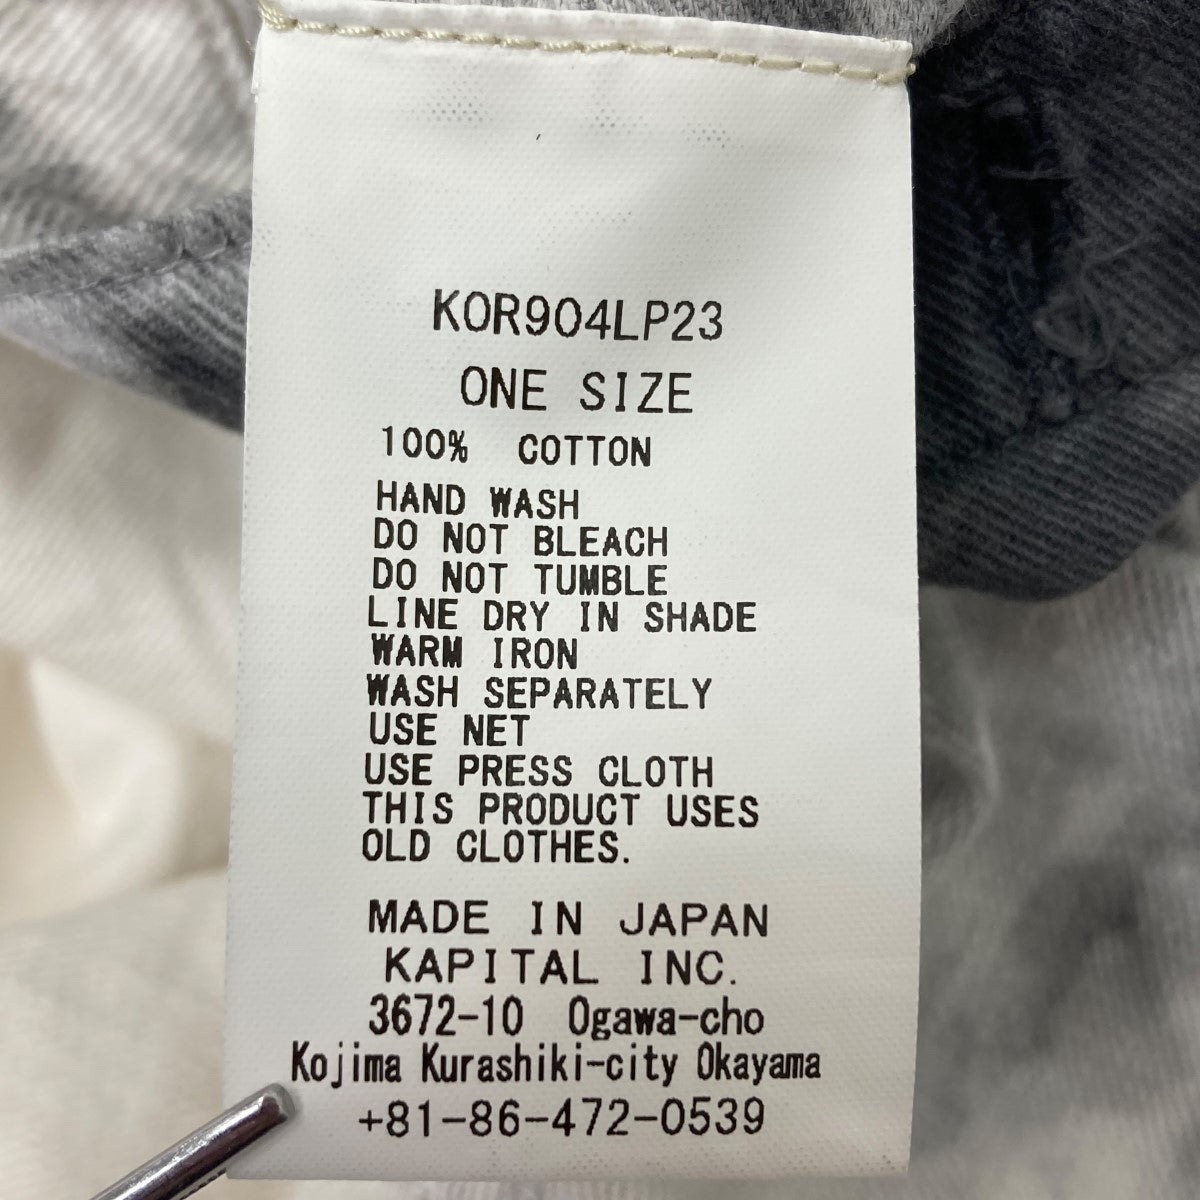 KOR904LP23
ONE SIZE
100% COTTON
HAND WASH
DO NOT BLEACH
DO NOT TUMBLE
LINE DRY IN SHADE
WARM IRON
WASH SEPARATELY
USE NET
USE PRESS CLOTH
THIS PRODUCT USES
OLD CLOTHES.
MADE IN JAPAN
KAPITAL INC.
3672-10 Ogawa-cho
Kojima Kurashiki-city Okayama
+81-86-472-0539